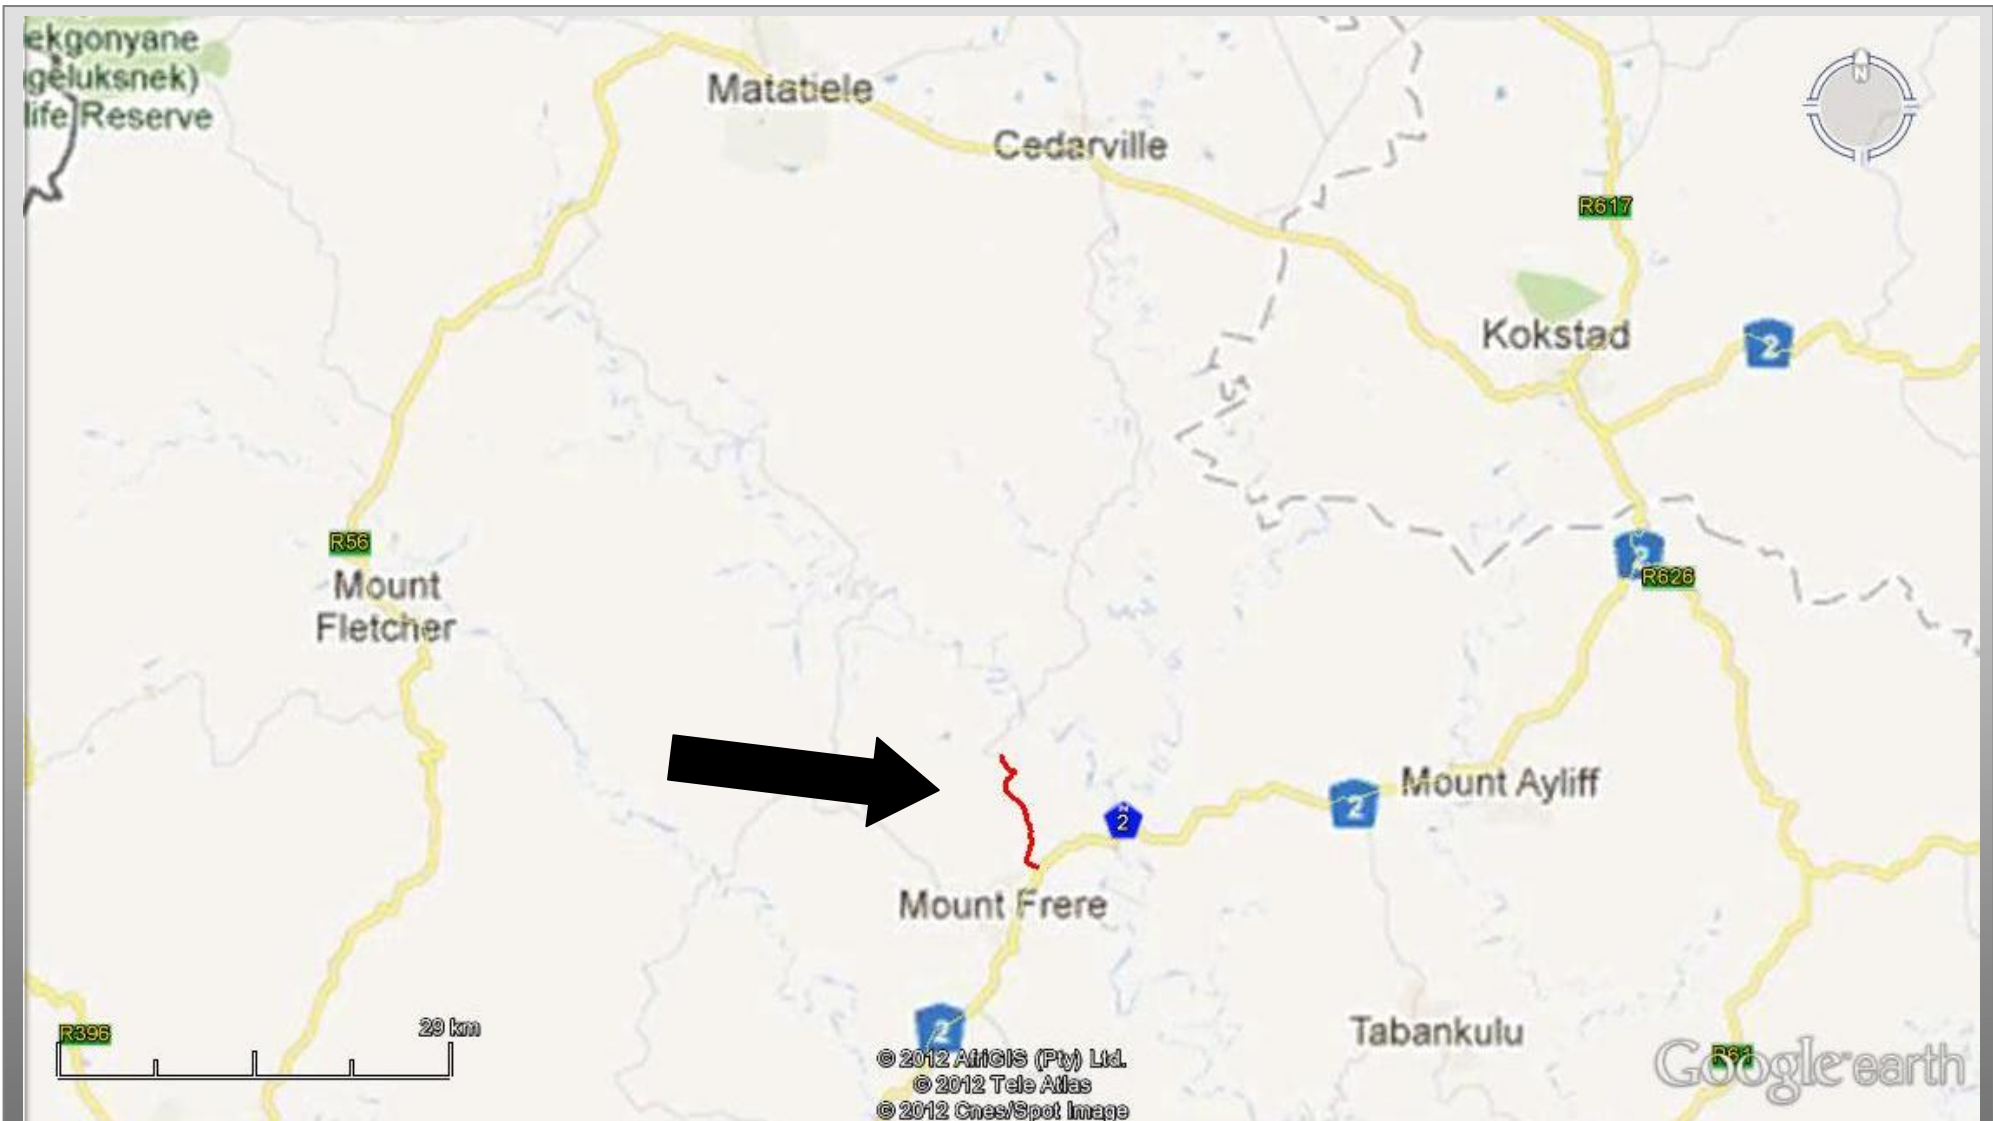 ekgonyane
geluksnek)
life Reserve
N
Matatiele
Cedarville
R617
Kokstad
2
R56
Mount
Fletcher
2
R626
N
2
2
Mount Ayliff
Mount Frere
R396
29 km
2
Tabankulu
R61
Google earth
© 2012 AfriGIS (Pty) Ltd.
© 2012 Tele Atlas
© 2012 Cnes/Spot Image